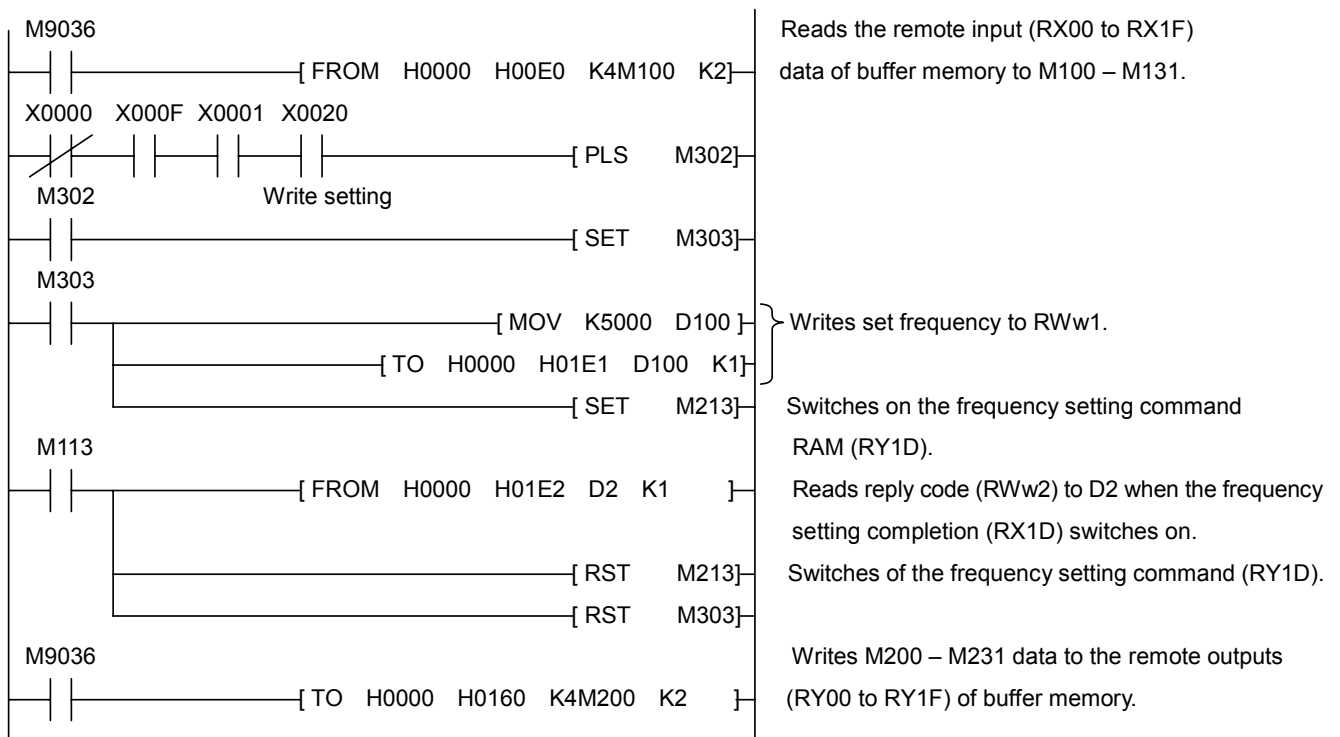 M9036
Reads the remote input (RX00 to RX1F)
[ FROM H0000 H00E0 K4M100 K2]
data of buffer memory to M100 – M131.
X0000 X000F X0001 X0020
[ PLS M302]
M302 Write setting
[ SET M303]
M303
[ MOV K5000 D100 ]
Writes set frequency to RWw1.
[ TO H0000 H01E1 D100 K1]
[ SET M213]
Switches on the frequency setting command
RAM (RY1D).
M113
[ FROM H0000 H01E2 D2 K1 ]
Reads reply code (RWw2) to D2 when the frequency
setting completion (RX1D) switches on.
[ RST M213]
Switches of the frequency setting command (RY1D).
[ RST M303]
M9036
Writes M200 – M231 data to the remote outputs
[ TO H0000 H0160 K4M200 K2 ]
(RY00 to RY1F) of buffer memory.